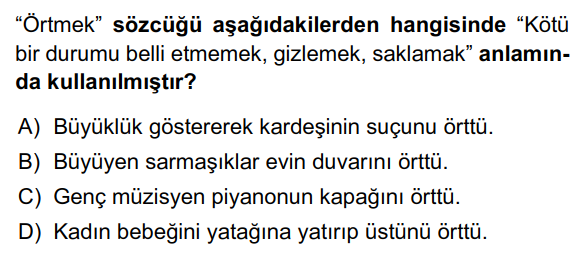 “Örtmek” sözcüğü aşağıdakilerden hangisinde “Kötü
bir durumu belli etmemek, gizlemek, saklamak” anlamın-
da kullanılmıştır?
A) Büyüklük göstererek kardeşinin suçunu örttü.
B) Büyüyen sarmaşıklar evin duvarını örttü.
C) Genç müzisyen piyanonun kapağını örttü.
D) Kadın bebeğini yatağına yatırıp üstünü örttü.